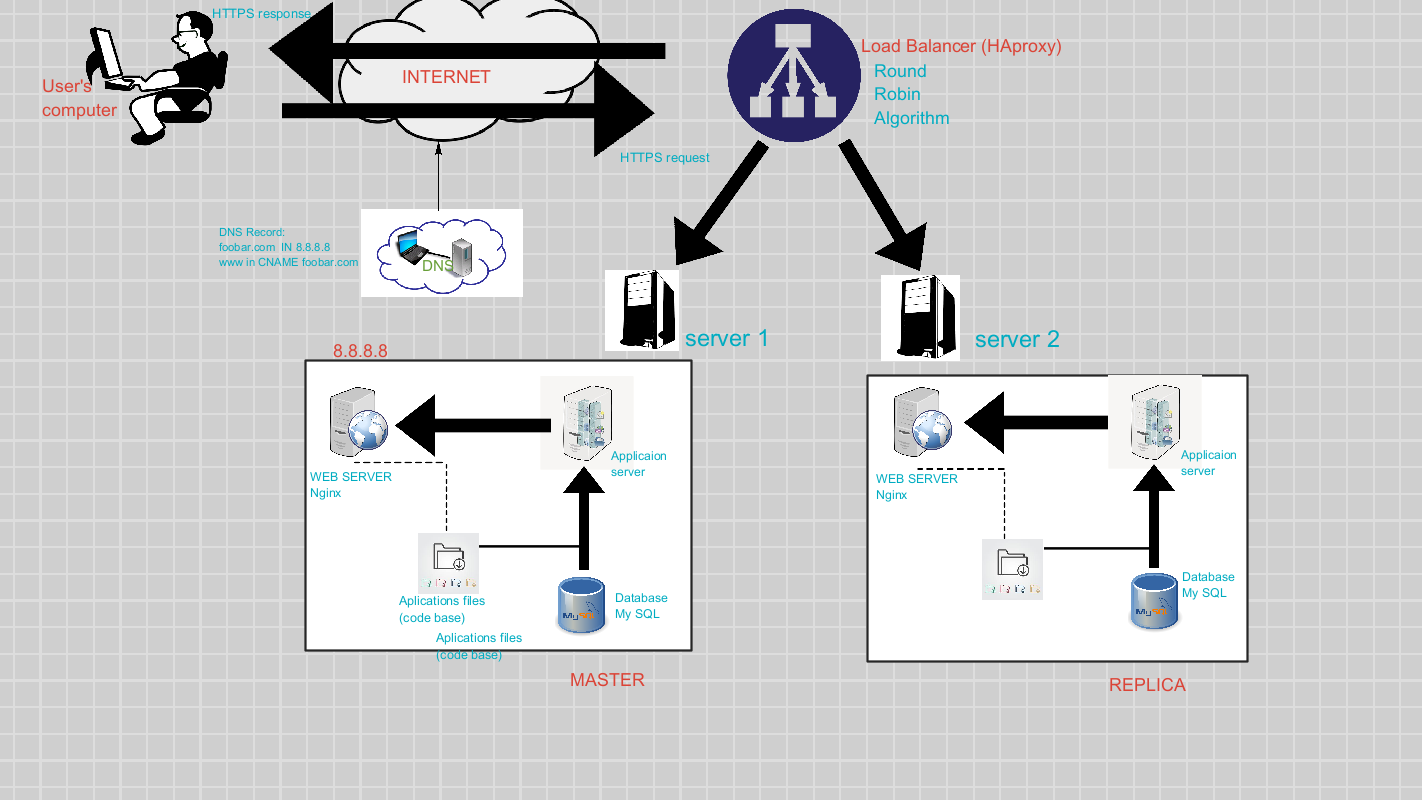 HTTPS response
User's
computer
INTERNET
HTTPS request
Load Balancer (HAproxy)
Round
Robin
Algorithm
DNS Record:
foobar.com IN 8.8.8.8
www in CNAME foobar.com
DNS
server 1
server 2
8.8.8.8
WEB SERVER
Nginx
Applicaion
server
Aplications files
(code base)
Aplications files
(code base)
MySQL
Database
My SQL
MASTER
WEB SERVER
Nginx
Applicaion
server
MySQL
Database
My SQL
REPLICA